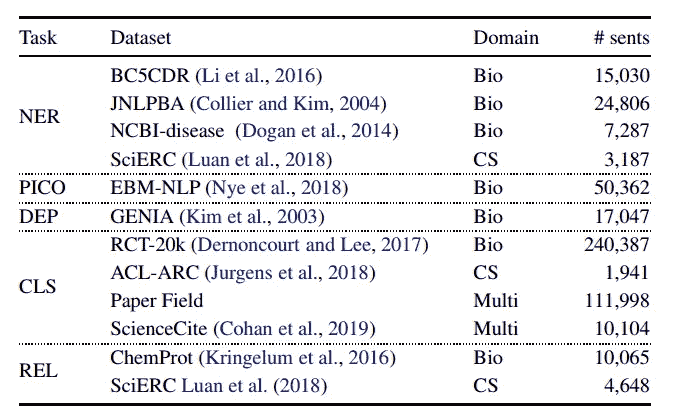 Task Dataset Domain # sents
BC5CDR (Li et al., 2016) Bio 15,030
JNLPBA (Collier and Kim, 2004) Bio 24,806
NER
NCBI-disease (Dogan et al., 2014) Bio 7,287
SciERC (Luan et al., 2018) CS 3,187
PICO EBM-NLP (Nye et al., 2018) Bio 50,362
DEP GENIA (Kim et al., 2003) Bio 17,047
RCT-20k (Dernoncourt and Lee, 2017) Bio 240,387
ACL-ARC (Jurgens et al., 2018) CS 1,941
CLS
Paper Field Multi 111,998
ScienceCite (Cohan et al., 2019) Multi 10,104
ChemProt (Kringelum et al., 2016) Bio 10,065
REL
SciERC Luan et al. (2018) CS 4,648